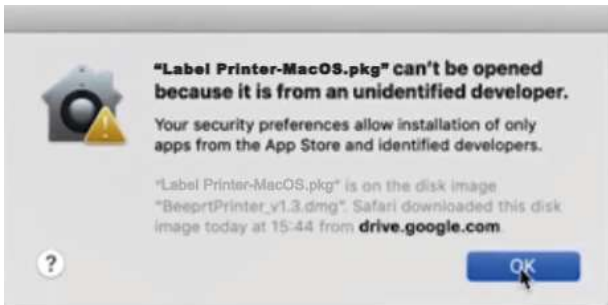 "Label Printer-MacOS.pkg" can't be opened
because it is from an unidentified developer.
Your security preferences allow installation of only
apps from the App Store and identified developers.
"Label Printer-MacOS.pkg" is on the disk image
"BeeprtPrinter_v1.3.dmg". Safari downloaded this disk
image today at 15:44 from drive.google.com.
?
OK